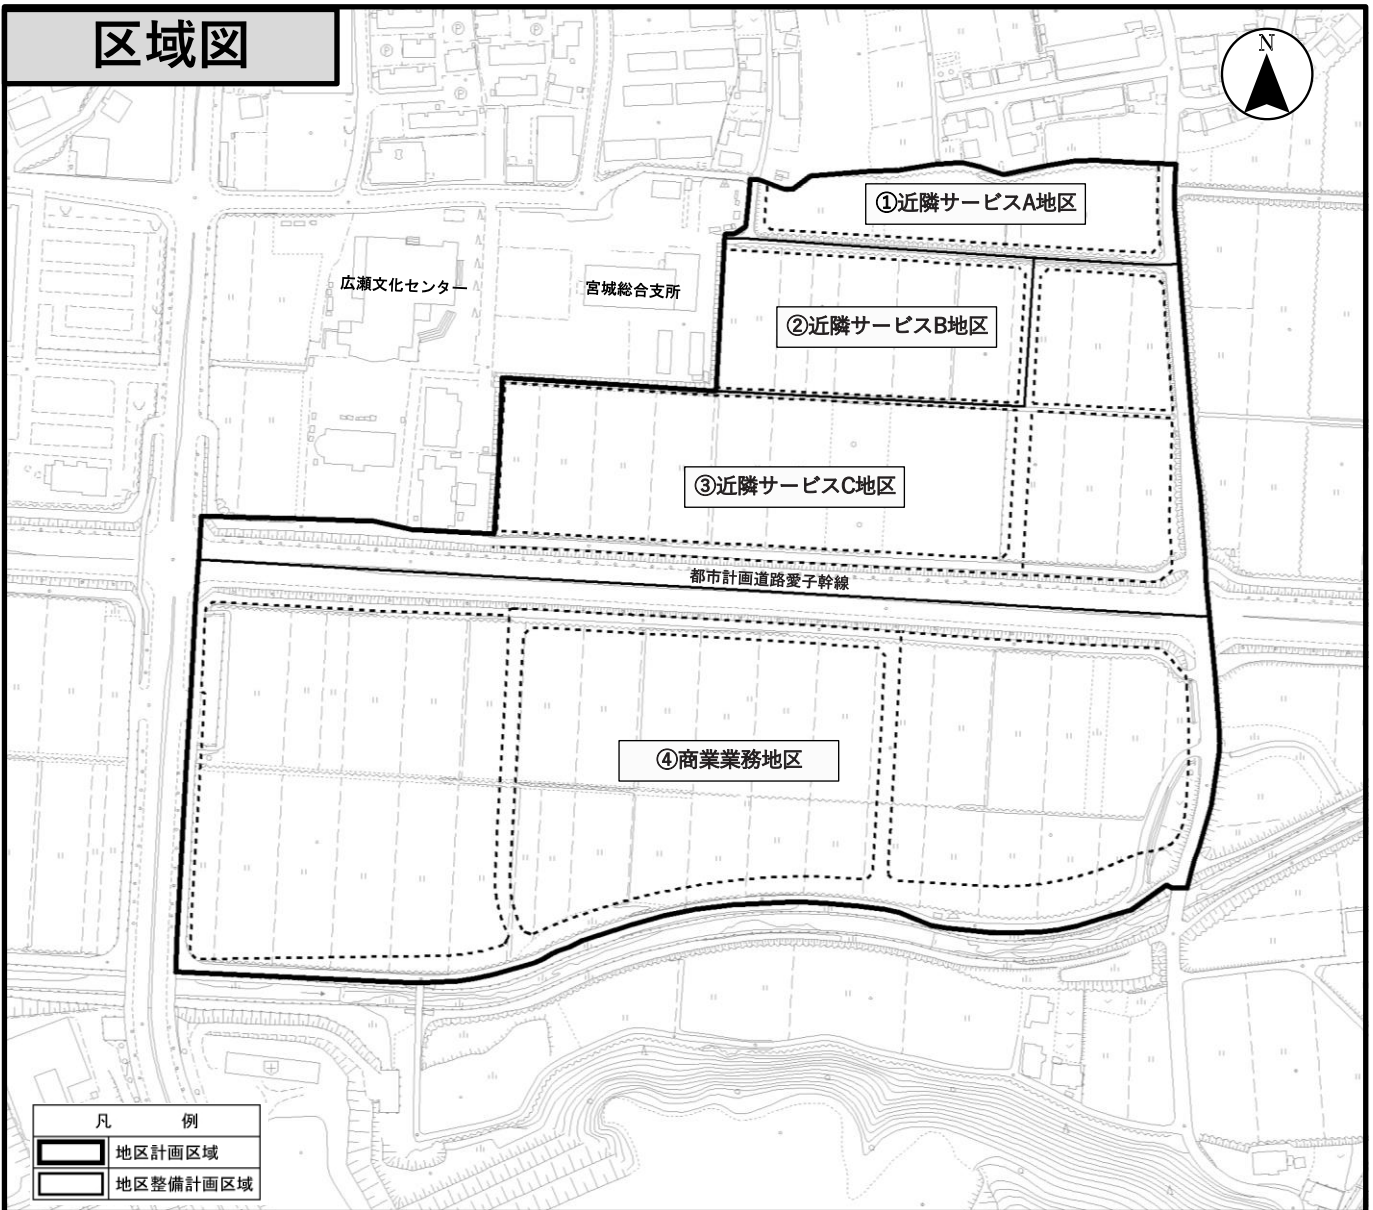 区域図
N
①近隣サービスA地区
広瀬文化センター
宮城総合支所
②近隣サービスB地区
③近隣サービスC地区
都市計画道路愛子幹線
④商業業務地区
凡 例
地区計画区域
地区整備計画区域